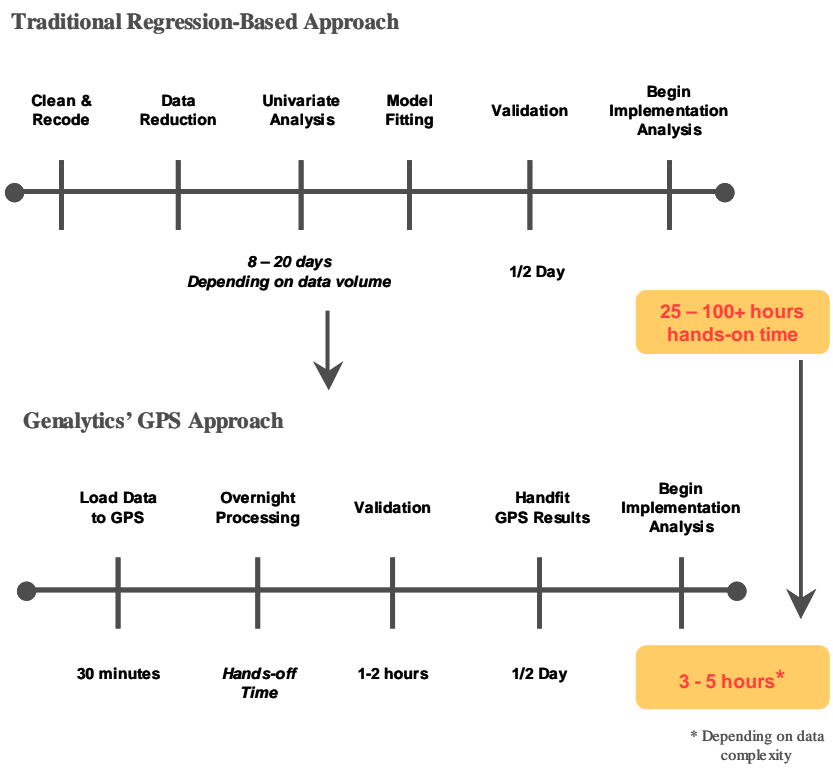 Traditional Regression-Based Approach
Clean &
Recode
Data
Reduction
Univariate
Analysis
Model
Fitting
Validation
Begin
Implementation
Analysis
8 – 20 days
Depending on data volume
1/2 Day
25 – 100+ hours
hands-on time
Genalytics’ GPS Approach
Load Data
to GPS
Overnight
Processing
Validation
Handfit
GPS Results
Begin
Implementation
Analysis
30 minutes
Hands-off
Time
1-2 hours
1/2 Day
3 - 5 hours*
* Depending on data
complexity